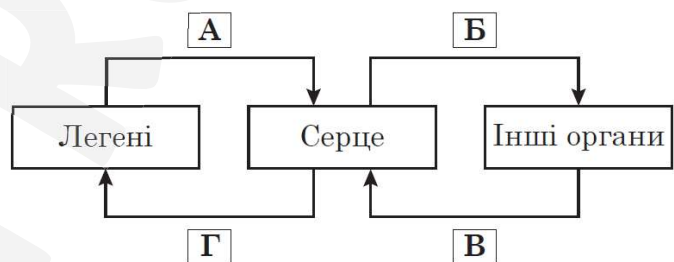 А Б
Легені Серце Інші органи
Г В